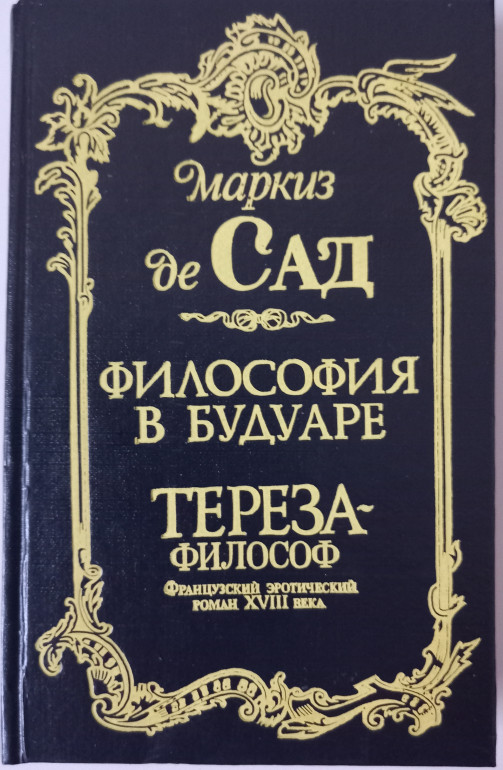 Маркиз
де САД
ФИЛОСОФИЯ
В БУДУАРЕ
ТЕРЕЗА-
ФИЛОСОФ
ФРАНЦУЗСКИЙ ЭРОТИЧЕСКИЙ
РОМАН XVIII ВЕКА